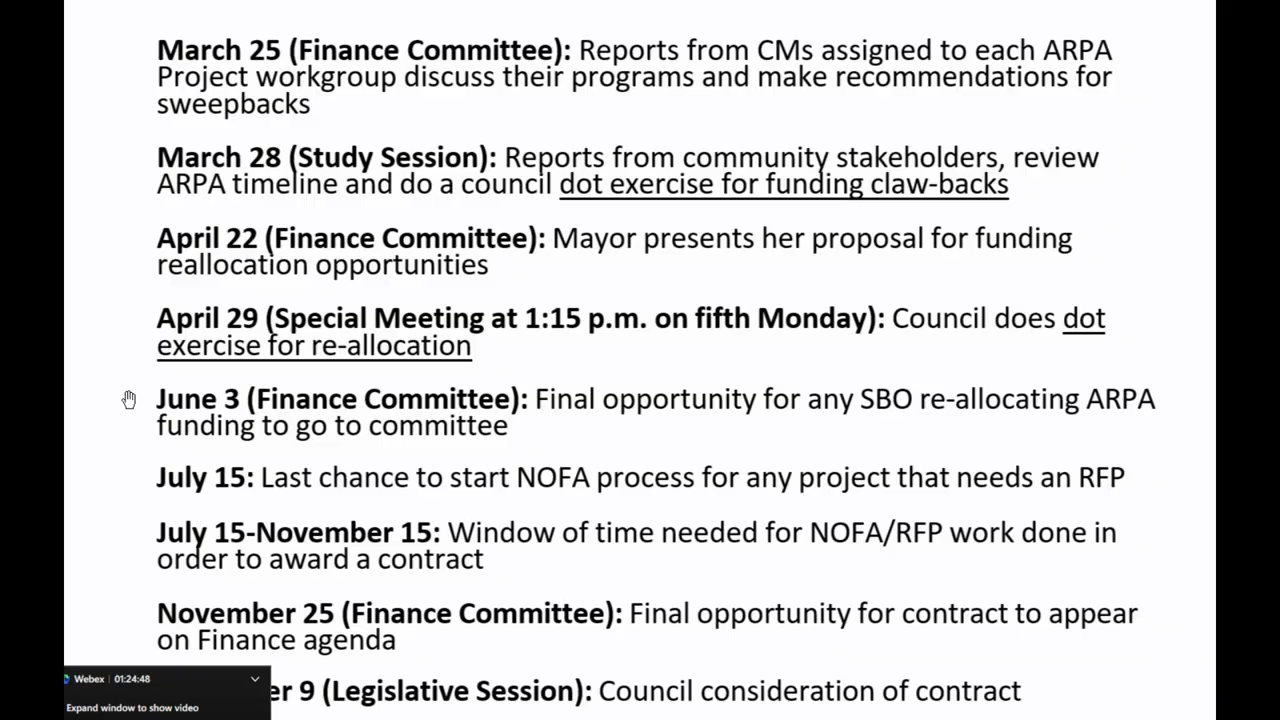 March 25 (Finance Committee): Reports from CMs assigned to each ARPA
Project workgroup discuss their programs and make recommendations for
sweepbacks
March 28 (Study Session): Reports from community stakeholders, review
ARPA timeline and do a council dot exercise for funding claw-backs
April 22 (Finance Committee): Mayor presents her proposal for funding
reallocation opportunities
April 29 (Special Meeting at 1:15 p.m. on fifth Monday): Council does dot
exercise for re-allocation
June 3 (Finance Committee): Final opportunity for any SBO re-allocating ARPA
funding to go to committee
July 15: Last chance to start NOFA process for any project that needs an RFP
July 15-November 15: Window of time needed for NOFA/RFP work done in
order to award a contract
November 25 (Finance Committee): Final opportunity for contract to appear
on Finance agenda
9 (Legislative Session): Council consideration of contract
Webex 01:24:48
Expand window to show video